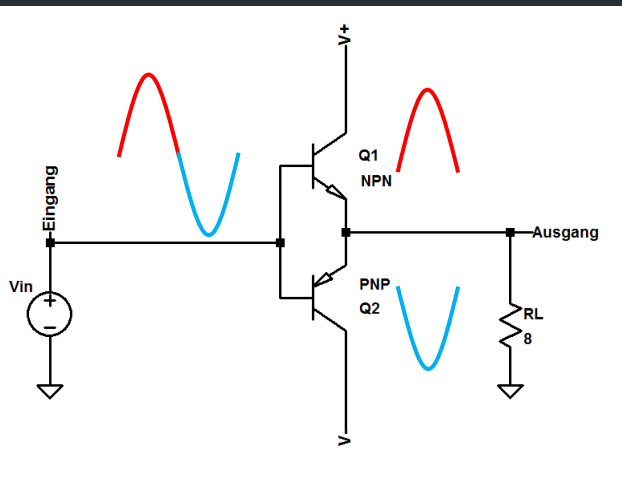 V+
Eingang
Q1
NPN
Ausgang
Vin
PNP
Q2
RL
8
V-